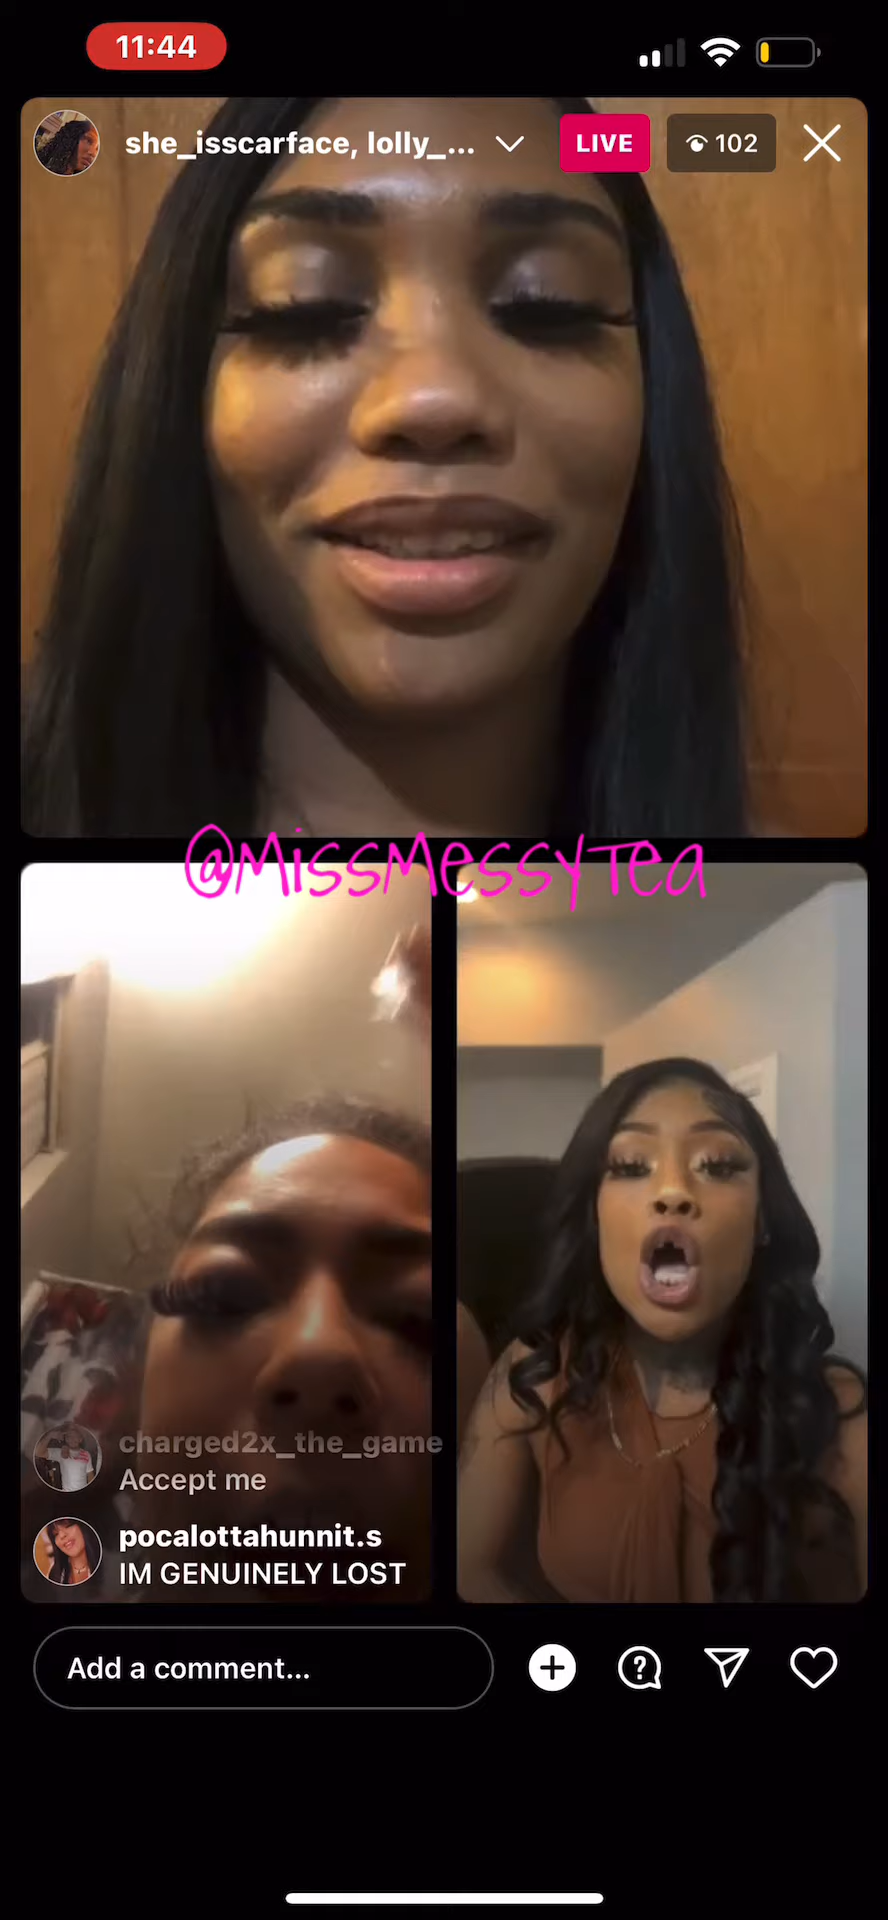 11:44
she_isscarface, lolly_...
LIVE
102
@MissMessyTea
charged2x_the_game
Accept me
pocalottahunnit.s
IM GENUINELY LOST
Add a comment...